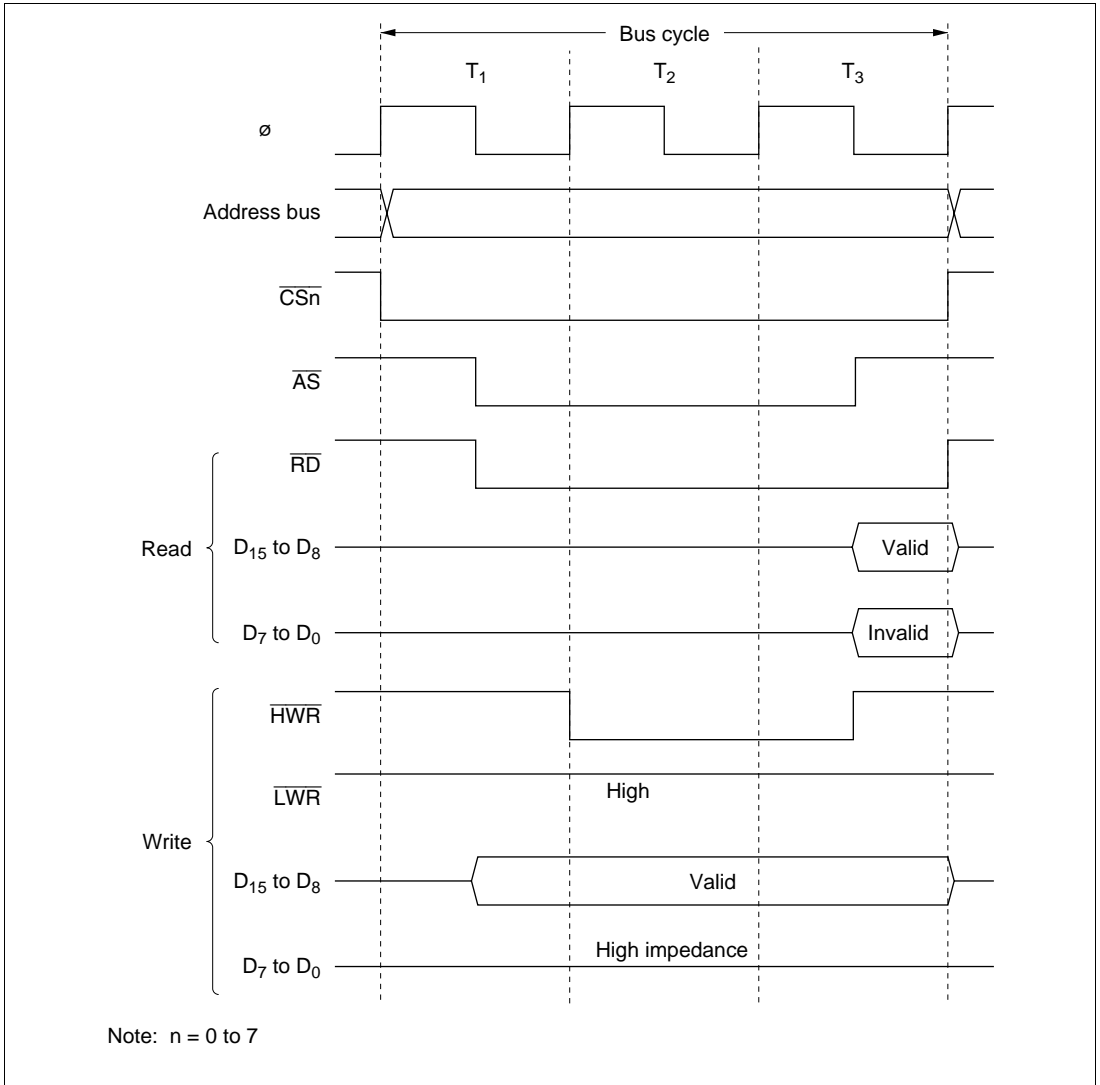 Bus cycle
T1 T2 T3
ø
Address bus
CSn
AS
RD
Read
D15 to D8 Valid
D7 to D0 Invalid
HWR
LWR High
Write
D15 to D8 Valid
D7 to D0 High impedance
Note: n = 0 to 7